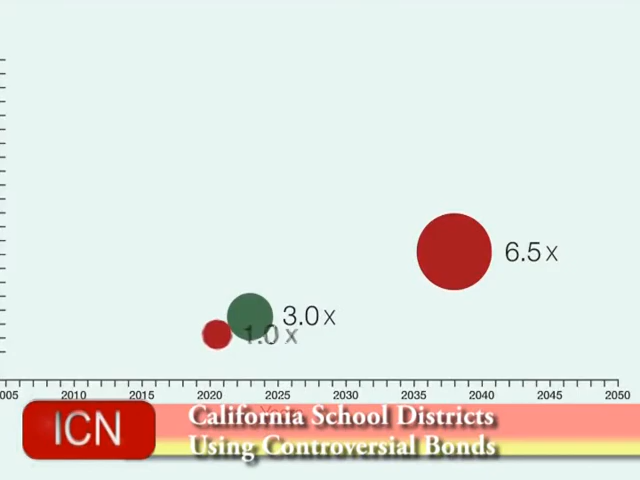 6.5 x
3.0 x
1.0 x
005 2010 2015 2020 2025 2030 2035 2040 2045 2050
ICN
California School Districts
Using Controversial Bonds